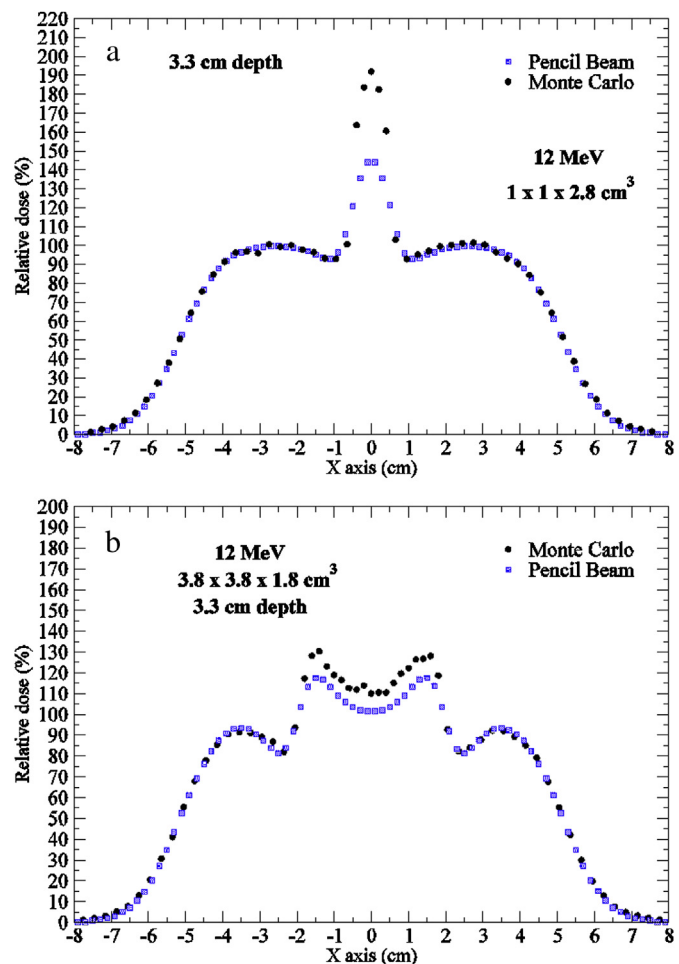 a
3.3 cm depth
Pencil Beam
Monte Carlo
12 MeV
1 x 1 x 2.8 cm³
Relative dose (%)
220
210
200
190
180
170
160
150
140
130
120
110
100
90
80
70
60
50
40
30
20
10
0
-8 -7 -6 -5 -4 -3 -2 -1 0 1 2 3 4 5 6 7 8
X axis (cm)
b
12 MeV
3.8 x 3.8 x 1.8 cm³
3.3 cm depth
Monte Carlo
Pencil Beam
Relative dose (%)
200
190
180
170
160
150
140
130
120
110
100
90
80
70
60
50
40
30
20
10
0
-8 -7 -6 -5 -4 -3 -2 -1 0 1 2 3 4 5 6 7 8
X axis (cm)